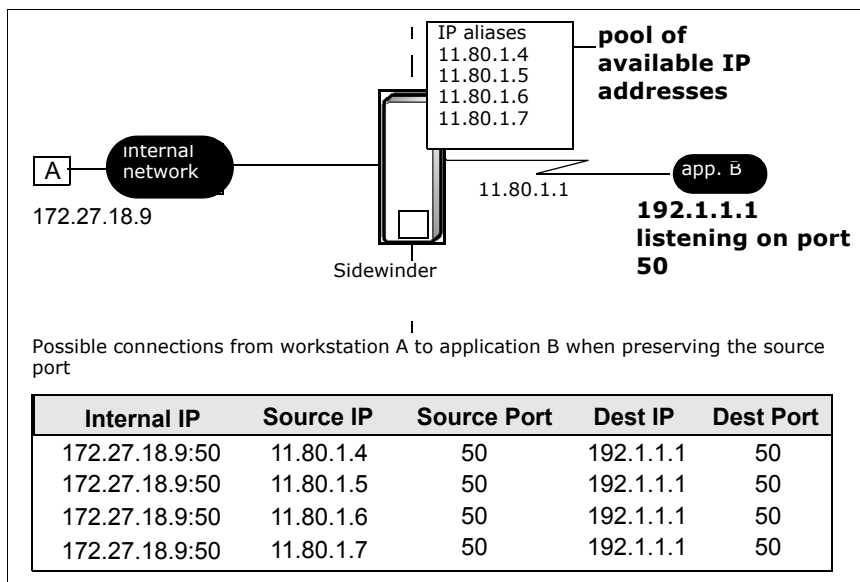 IP aliases
11.80.1.4
11.80.1.5
11.80.1.6
11.80.1.7
pool of
available IP
addresses
A
internal
network
172.27.18.9
11.80.1.1
app. B
192.1.1.1
listening on port
50
Sidewinder
Possible connections from workstation A to application B when preserving the source
port
Internal IP Source IP Source Port Dest IP Dest Port
172.27.18.9:50 11.80.1.4 50 192.1.1.1 50
172.27.18.9:50 11.80.1.5 50 192.1.1.1 50
172.27.18.9:50 11.80.1.6 50 192.1.1.1 50
172.27.18.9:50 11.80.1.7 50 192.1.1.1 50